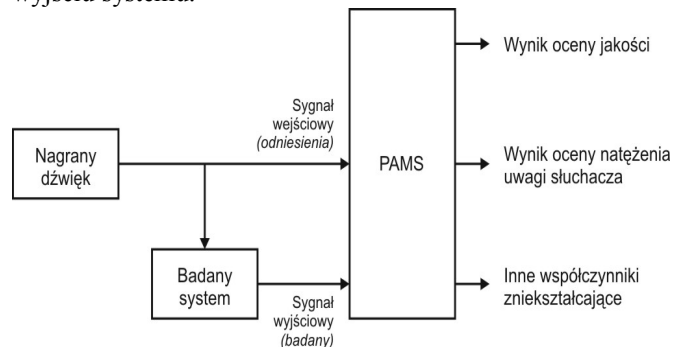 wyjściu systemu.
Wynik oceny jakości
Sygnał
wejściowy
(odniesienia)
Nagrany
dźwięk
PAMS
Wynik oceny natężenia
uwagi słuchacza
Badany
system
Sygnał
wyjściowy
(badany)
Inne współczynniki
zniekształcające